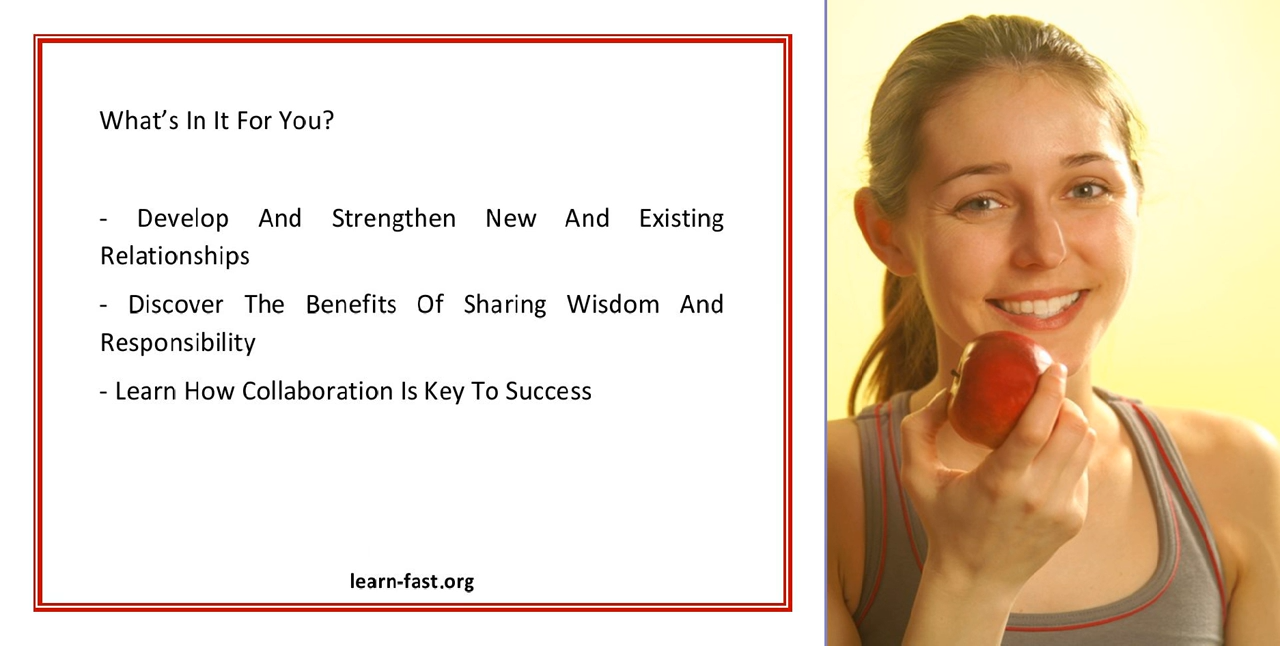 What’s In It For You?
- Develop And Strengthen New And Existing
Relationships
- Discover The Benefits Of Sharing Wisdom And
Responsibility
- Learn How Collaboration Is Key To Success
learn-fast.org